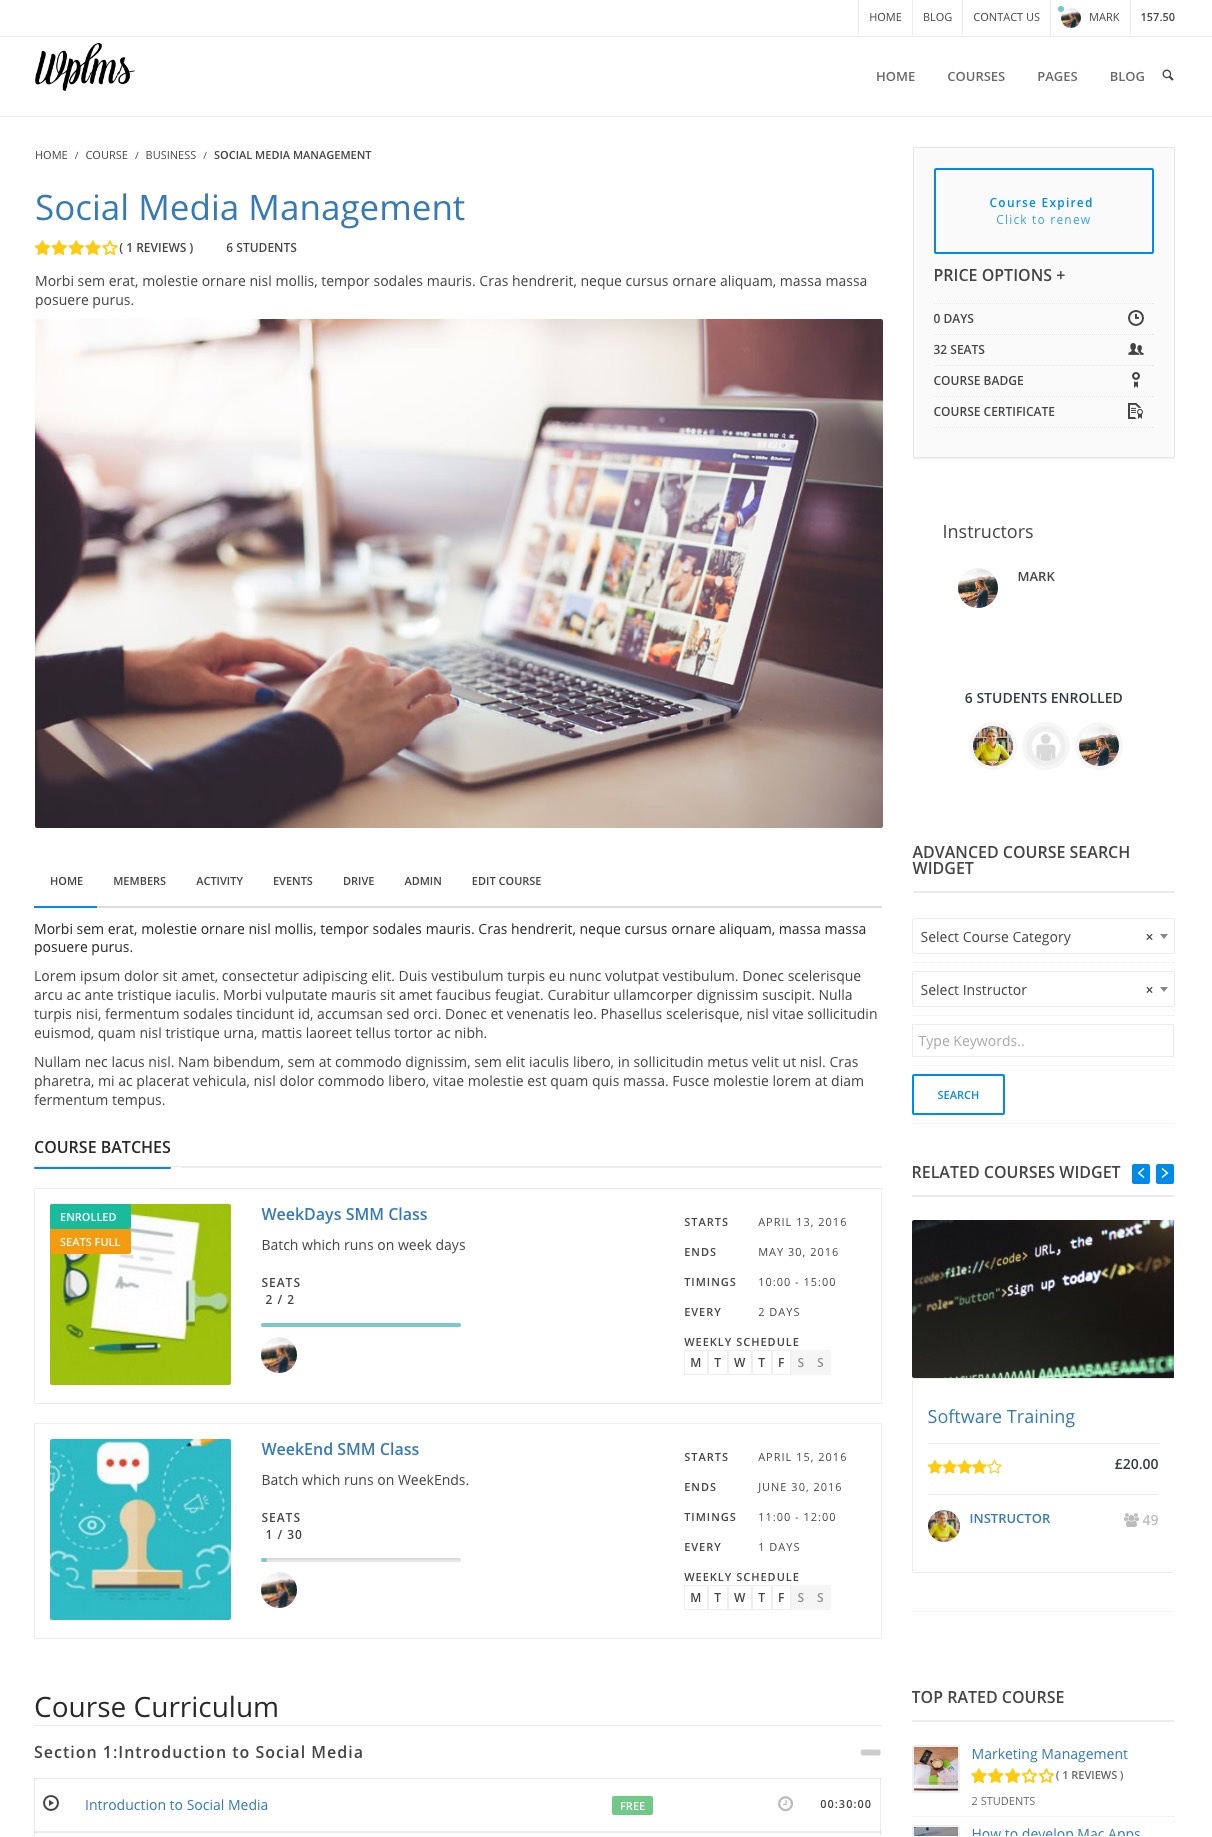 HOME BLOG CONTACT US MARK 157.50
Wplms
HOME COURSES PAGES BLOG
HOME / COURSE / BUSINESS / SOCIAL MEDIA MANAGEMENT
Social Media Management
( 1 REVIEWS ) 6 STUDENTS
Morbi sem erat, molestie ornare nisl mollis, tempor sodales mauris. Cras hendrerit, neque cursus ornare aliquam, massa massa
posuere purus.
HOME MEMBERS ACTIVITY EVENTS DRIVE ADMIN EDIT COURSE
Morbi sem erat, molestie ornare nisl mollis, tempor sodales mauris. Cras hendrerit, neque cursus ornare aliquam, massa massa
posuere purus.
Lorem ipsum dolor sit amet, consectetur adipiscing elit. Duis vestibulum turpis eu nunc volutpat vestibulum. Donec scelerisque
arcu ac ante tristique iaculis. Morbi vulputate mauris sit amet faucibus feugiat. Curabitur ullamcorper dignissim suscipit. Nulla
turpis nisi, fermentum sodales tincidunt id, accumsan sed orci. Donec et venenatis leo. Phasellus scelerisque, nisl vitae sollicitudin
euismod, quam nisl tristique urna, mattis laoreet tellus tortor ac nibh.
Nullam nec lacus nisl. Nam bibendum, sem at commodo dignissim, sem elit iaculis libero, in sollicitudin metus velit ut nisl. Cras
pharetra, mi ac placerat vehicula, nisl dolor commodo libero, vitae molestie est quam quis massa. Fusce molestie lorem at diam
fermentum tempus.
COURSE BATCHES
ENROLLED
SEATS FULL
WeekDays SMM Class
Batch which runs on week days
SEATS
2 / 2
STARTS APRIL 13, 2016
ENDS MAY 30, 2016
TIMINGS 10:00 - 15:00
EVERY 2 DAYS
WEEKLY SCHEDULE
M T W T F S S
WeekEnd SMM Class
Batch which runs on WeekEnds.
SEATS
1 / 30
STARTS APRIL 15, 2016
ENDS JUNE 30, 2016
TIMINGS 11:00 - 12:00
EVERY 1 DAYS
WEEKLY SCHEDULE
M T W T F S S
Course Curriculum
Section 1:Introduction to Social Media
Introduction to Social Media FREE 00:30:00
Course Expired
Click to renew
PRICE OPTIONS +
0 DAYS
32 SEATS
COURSE BADGE
COURSE CERTIFICATE
Instructors
MARK
6 STUDENTS ENROLLED
ADVANCED COURSE SEARCH
WIDGET
Select Course Category ×
Select Instructor ×
Type Keywords..
SEARCH
RELATED COURSES WIDGET < >
file://</code> URL, the "next"
role="button">Sign up today</a></p>
Software Training
£20.00
INSTRUCTOR 49
TOP RATED COURSE
Marketing Management
( 1 REVIEWS )
2 STUDENTS
How to develop Mac Apps